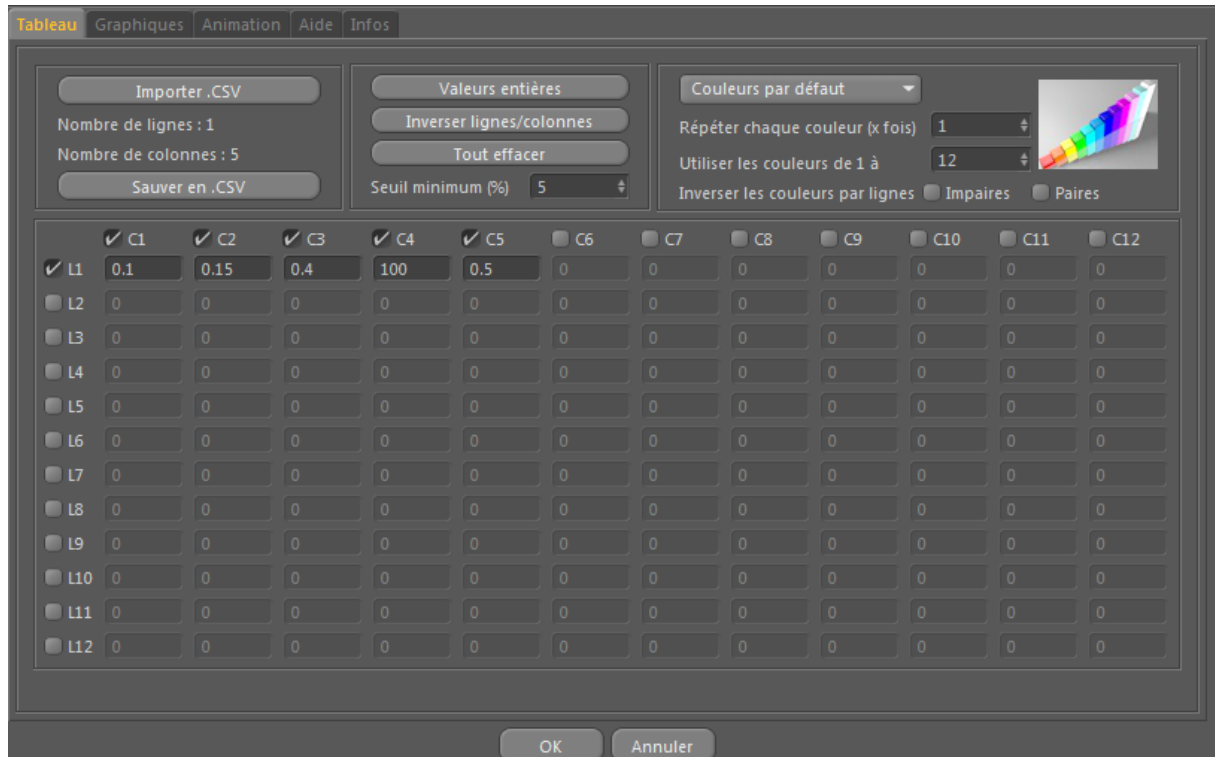 Tableau Graphiques Animation Aide Infos
Importer .CSV
Nombre de lignes : 1
Nombre de colonnes : 5
Sauver en .CSV
Valeurs entières
Inverser lignes/colonnes
Tout effacer
Seuil minimum (%) 5
Couleurs par défaut
Répéter chaque couleur (x fois) 1
Utiliser les couleurs de 1 à 12
Inverser les couleurs par lignes Impaires Paires
C1 C2 C3 C4 C5 C6 C7 C8 C9 C10 C11 C12
L1 0.1 0.15 0.4 100 0.5 0 0 0 0 0 0 0
L2 0 0 0 0 0 0 0 0 0 0 0 0
L3 0 0 0 0 0 0 0 0 0 0 0 0
L4 0 0 0 0 0 0 0 0 0 0 0 0
L5 0 0 0 0 0 0 0 0 0 0 0 0
L6 0 0 0 0 0 0 0 0 0 0 0 0
L7 0 0 0 0 0 0 0 0 0 0 0 0
L8 0 0 0 0 0 0 0 0 0 0 0 0
L9 0 0 0 0 0 0 0 0 0 0 0 0
L10 0 0 0 0 0 0 0 0 0 0 0 0
L11 0 0 0 0 0 0 0 0 0 0 0 0
L12 0 0 0 0 0 0 0 0 0 0 0 0
OK Annuler